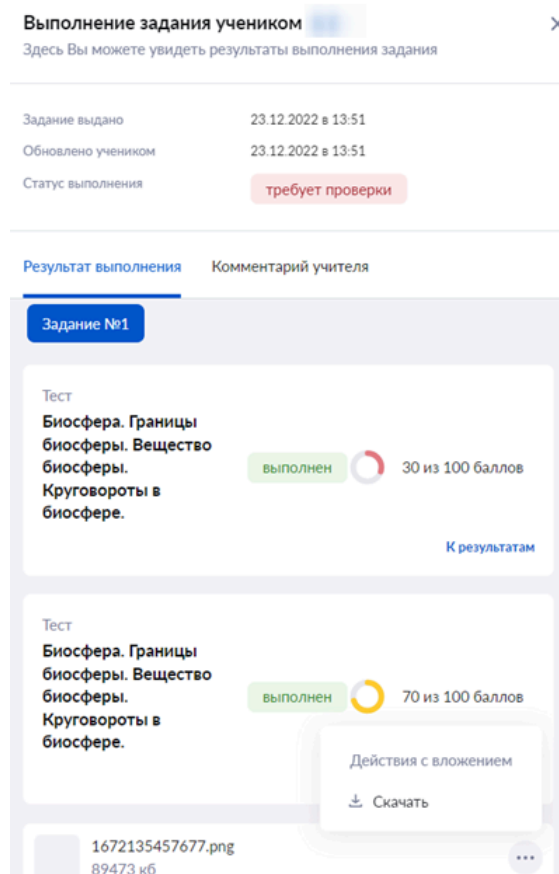 Выполнение задания учеником
Здесь Вы можете увидеть результаты выполнения задания
Задание выдано 23.12.2022 в 13:51
Обновлено учеником 23.12.2022 в 13:51
Статус выполнения требует проверки
Результат выполнения Комментарий учителя
Задание №1
Тест
Биосфера. Границы
биосферы. Вещество
биосферы.
Круговороты в
биосфере.
выполнен 30 из 100 баллов
К результатам
Тест
Биосфера. Границы
биосферы. Вещество
биосферы.
Круговороты в
биосфере.
выполнен 70 из 100 баллов
Действия с вложением
Скачать
1672135457677.png
89473 кб